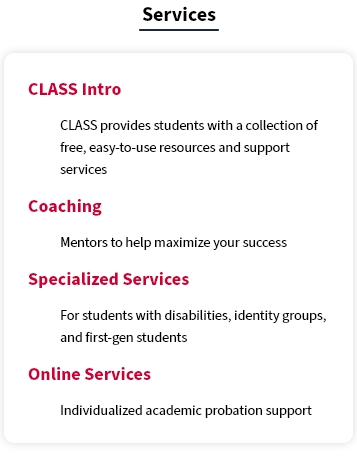 Services
CLASS Intro
CLASS provides students with a collection of
free, easy-to-use resources and support
services
Coaching
Mentors to help maximize your success
Specialized Services
For students with disabilities, identity groups,
and first-gen students
Online Services
Individualized academic probation support